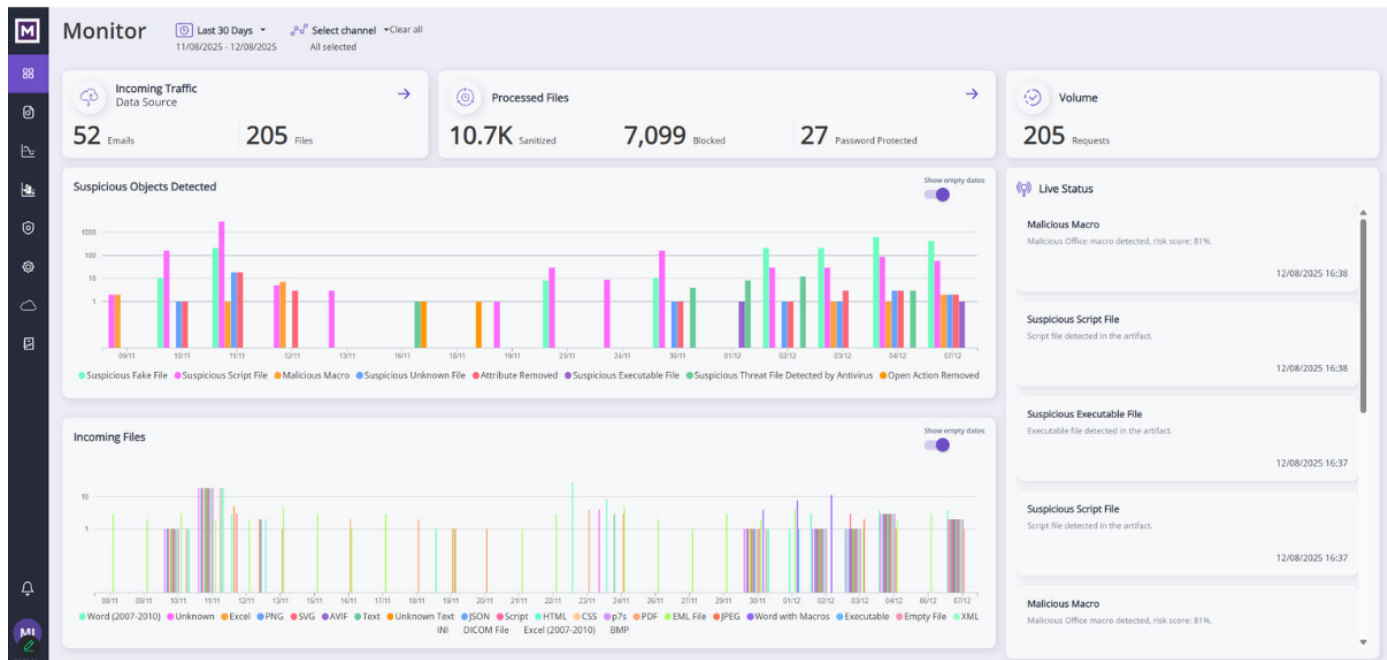 M
Monitor
Last 30 Days
11/08/2025 - 12/08/2025
Select channel
Clear all
All selected
Incoming Traffic
Data Source
52 Emails
205 Files
Processed Files
10.7K Sanitized
7,099 Blocked
27 Password Protected
Volume
205 Requests
Suspicious Objects Detected
Show empty dates
1000
100
10
1
09/11 10/11 11/11 12/11 13/11 16/11 18/11 19/11 23/11 24/11 30/11 01/12 02/12 03/12 04/12 07/12
Suspicious Fake File Suspicious Script File Malicious Macro Suspicious Unknown File Attribute Removed Suspicious Executable File Suspicious Threat File Detected by Antivirus Open Action Removed
Incoming Files
Show empty dates
10
1
08/11 09/11 10/11 11/11 12/11 13/11 15/11 16/11 17/11 18/11 19/11 20/11 21/11 22/11 23/11 24/11 26/11 27/11 29/11 30/11 01/12 02/12 03/12 04/12 06/12 07/12
Word (2007-2010) Unknown Excel PNG SVG AVIF Text Unknown Text JSON Script HTML CSS p7s PDF EML File JPEG Word with Macros Executable Empty File XML
INI DICOM File Excel (2007-2010) BMP
Live Status
Malicious Macro
Malicious Office macro detected, risk score: 81%.
12/08/2025 16:38
Suspicious Script File
Script file detected in the artifact.
12/08/2025 16:38
Suspicious Executable File
Executable file detected in the artifact.
12/08/2025 16:37
Suspicious Script File
Script file detected in the artifact.
12/08/2025 16:37
Malicious Macro
Malicious Office macro detected, risk score: 81%.